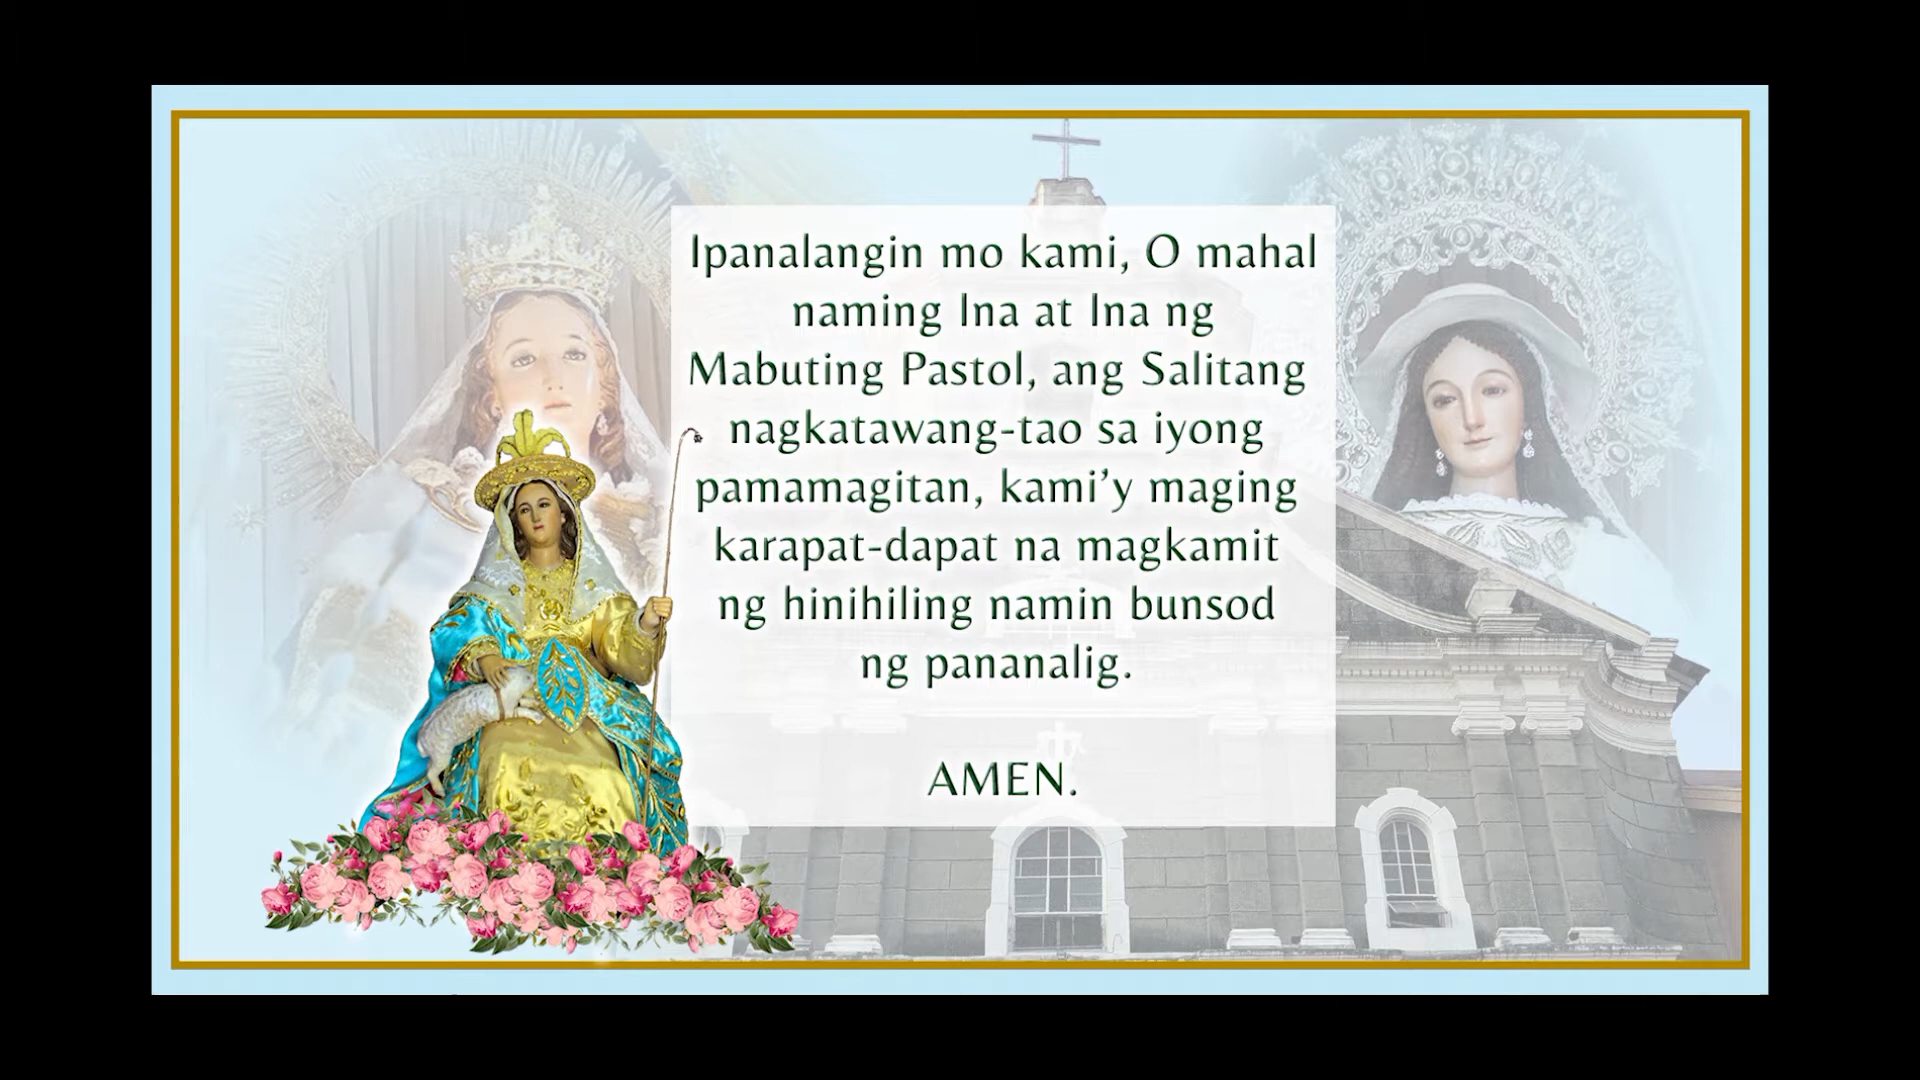 Ipanalangin mo kami, O mahal
naming Ina at Ina ng
Mabuting Pastol, ang Salitang
nagkatawang-tao sa iyong
pamamagitan, kami’y maging
karapat-dapat na magkamit
ng hinihiling namin bunsod
ng pananalig.
AMEN.